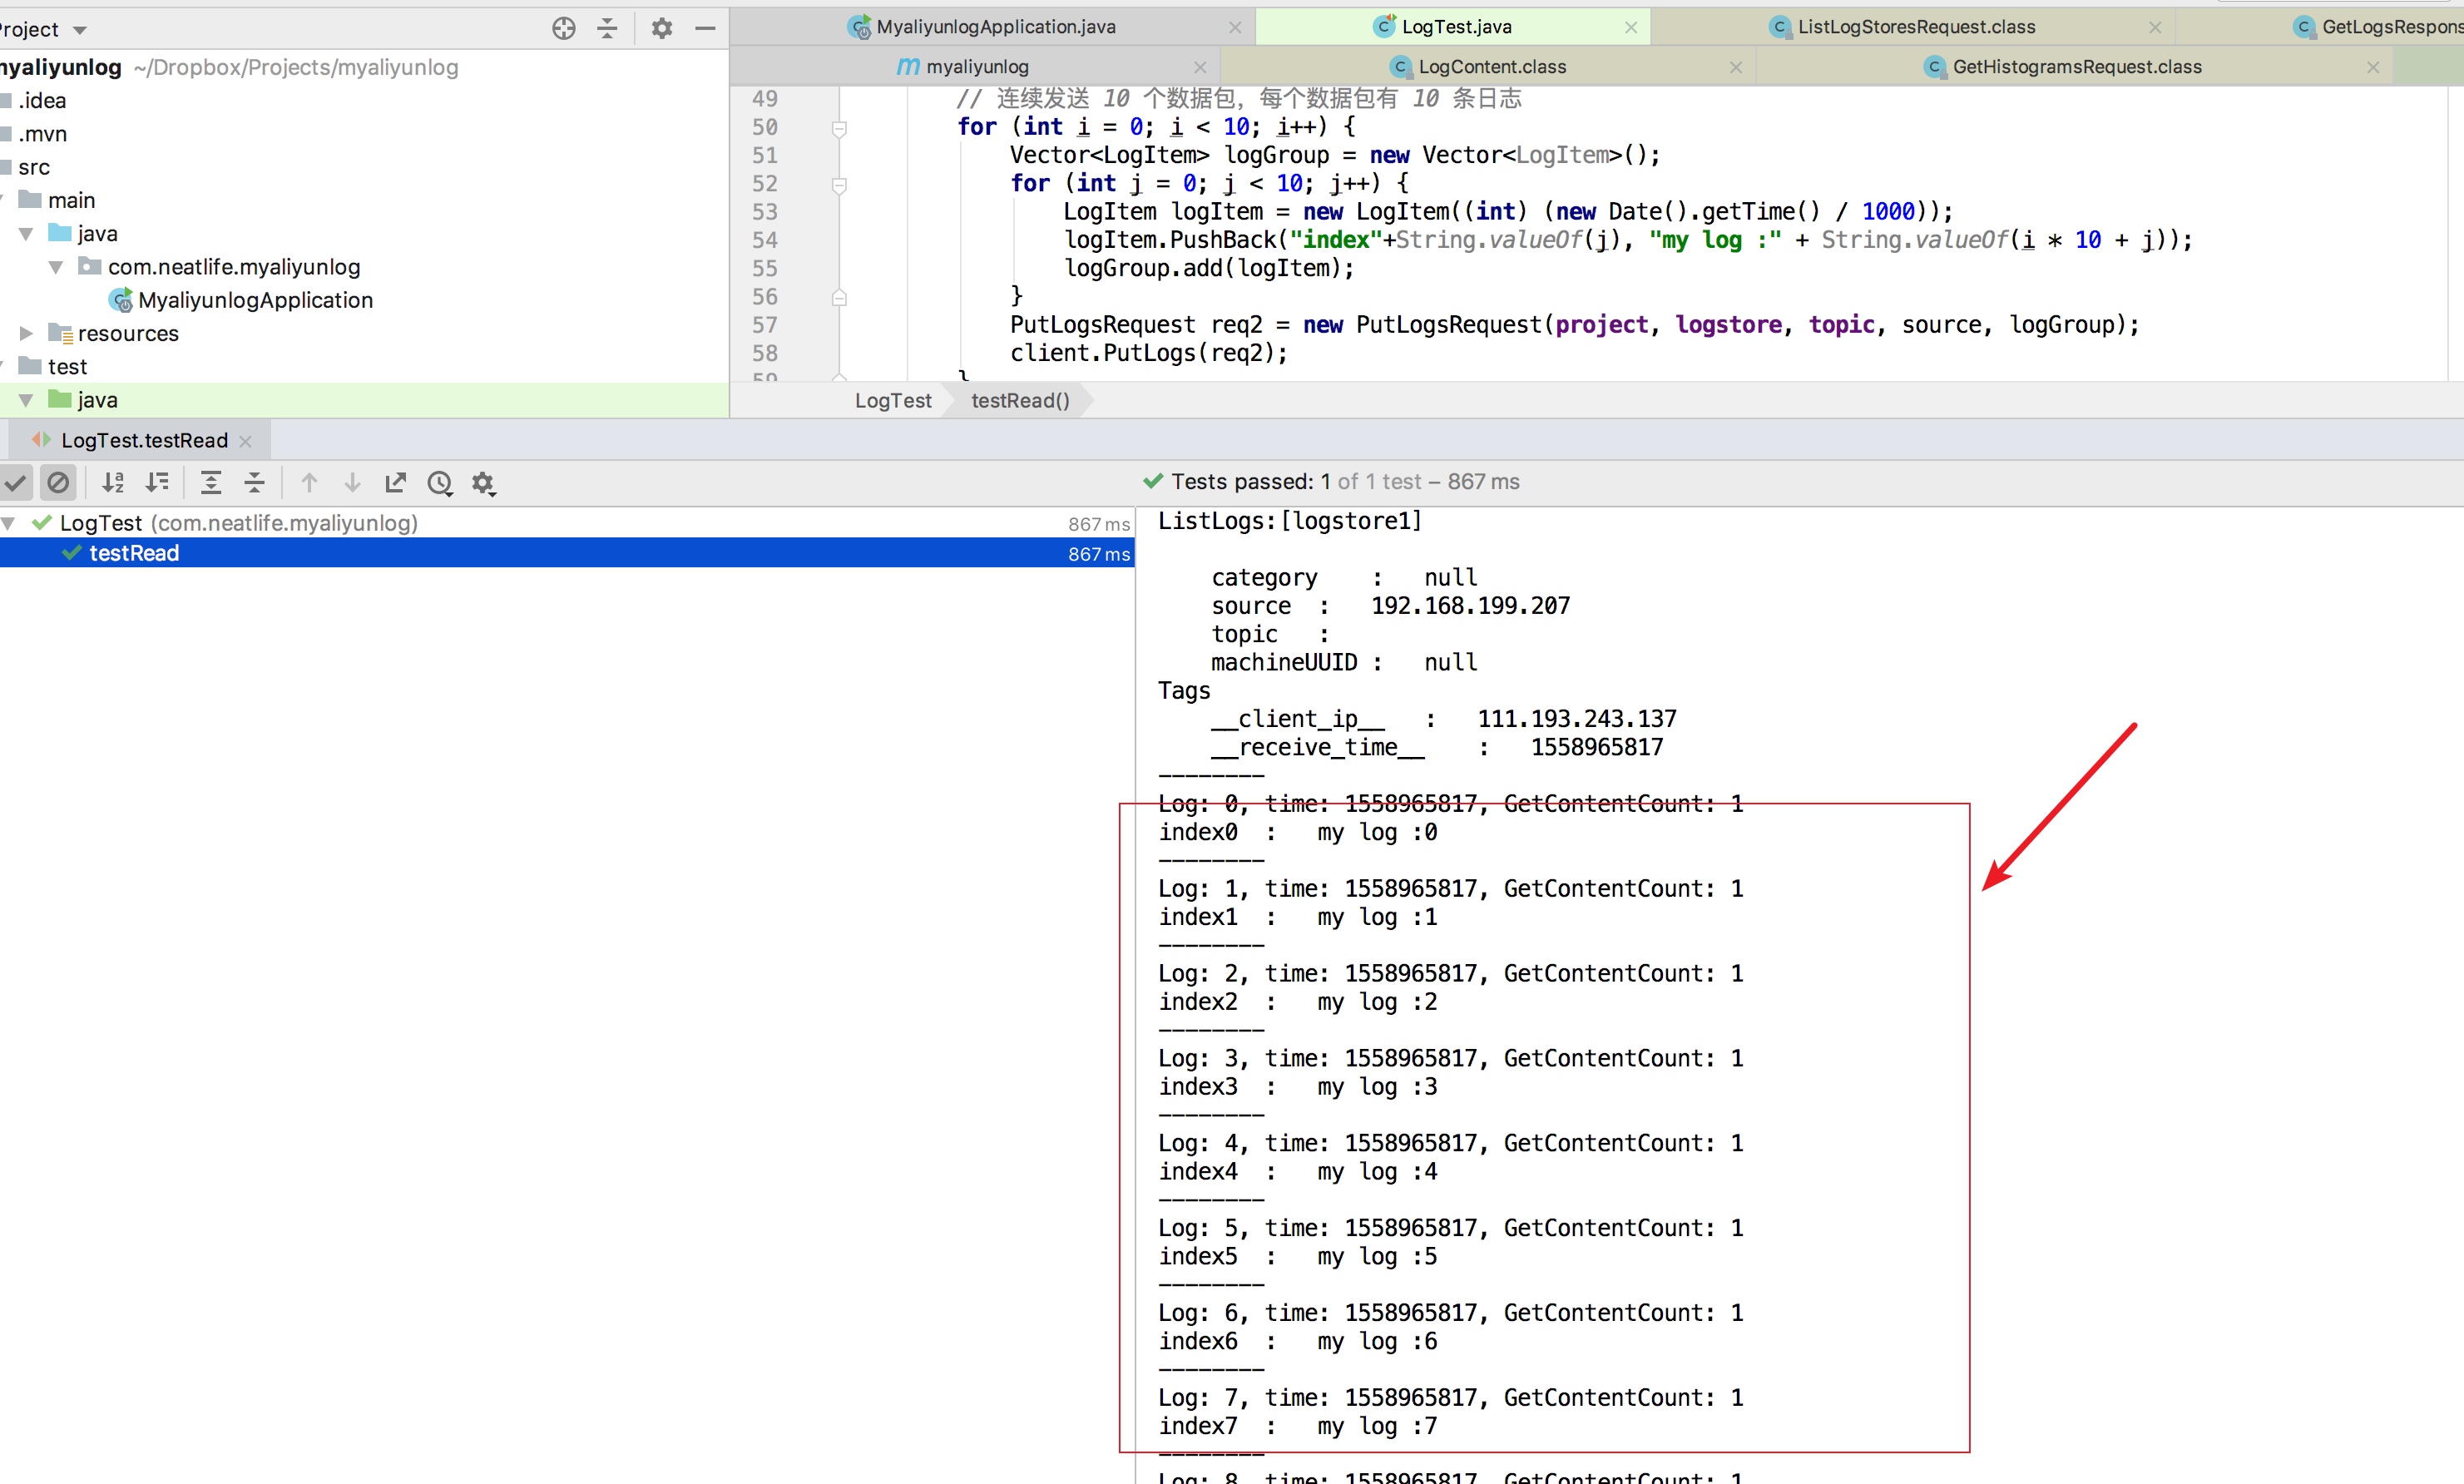 Project
myaliyunlog ~/Dropbox/Projects/myaliyunlog
.idea
.mvn
src
main
java
com.neatlife.myaliyunlog
MyaliyunlogApplication
resources
test
java
MyaliyunlogApplication.java
LogTest.java
ListLogStoresRequest.class
GetLogsRespons
myaliyunlog
LogContent.class
GetHistogramsRequest.class
49 // 连续发送 10 个数据包，每个数据包有 10 条日志
50 for (int i = 0; i < 10; i++) {
51 Vector<LogItem> logGroup = new Vector<LogItem>();
52 for (int j = 0; j < 10; j++) {
53 LogItem logItem = new LogItem((int) (new Date().getTime() / 1000));
54 logItem.PushBack("index"+String.valueOf(j), "my log :" + String.valueOf(i * 10 + j));
55 logGroup.add(logItem);
56 }
57 PutLogsRequest req2 = new PutLogsRequest(project, logstore, topic, source, logGroup);
58 client.PutLogs(req2);
59 }
LogTest testRead()
LogTest.testRead
Tests passed: 1 of 1 test – 867 ms
LogTest (com.neatlife.myaliyunlog) 867 ms
testRead 867 ms
ListLogs:[logstore1]
category : null
source : 192.168.199.207
topic :
machineUUID : null
Tags
__client_ip__ : 111.193.243.137
__receive_time__ : 1558965817
--------
Log: 0, time: 1558965817, GetContentCount: 1
index0 : my log :0
--------
Log: 1, time: 1558965817, GetContentCount: 1
index1 : my log :1
--------
Log: 2, time: 1558965817, GetContentCount: 1
index2 : my log :2
--------
Log: 3, time: 1558965817, GetContentCount: 1
index3 : my log :3
--------
Log: 4, time: 1558965817, GetContentCount: 1
index4 : my log :4
--------
Log: 5, time: 1558965817, GetContentCount: 1
index5 : my log :5
--------
Log: 6, time: 1558965817, GetContentCount: 1
index6 : my log :6
--------
Log: 7, time: 1558965817, GetContentCount: 1
index7 : my log :7
--------
Log: 8, time: 1558965817, GetContentCount: 1